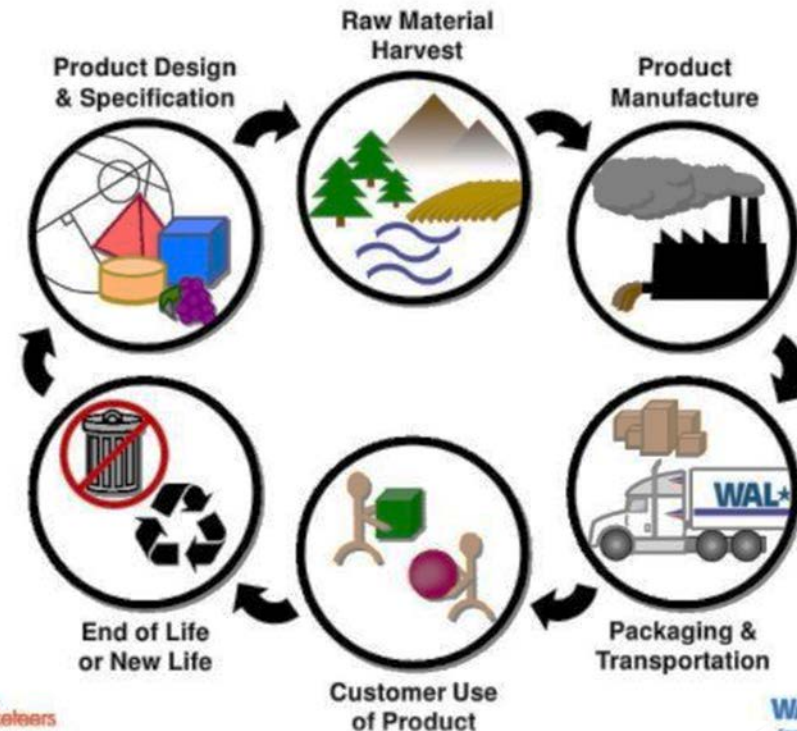 Raw Material
Harvest
Product Design
& Specification
Product
Manufacture
WAL★
End of Life
or New Life
Packaging &
Transportation
Customer Use
of Product